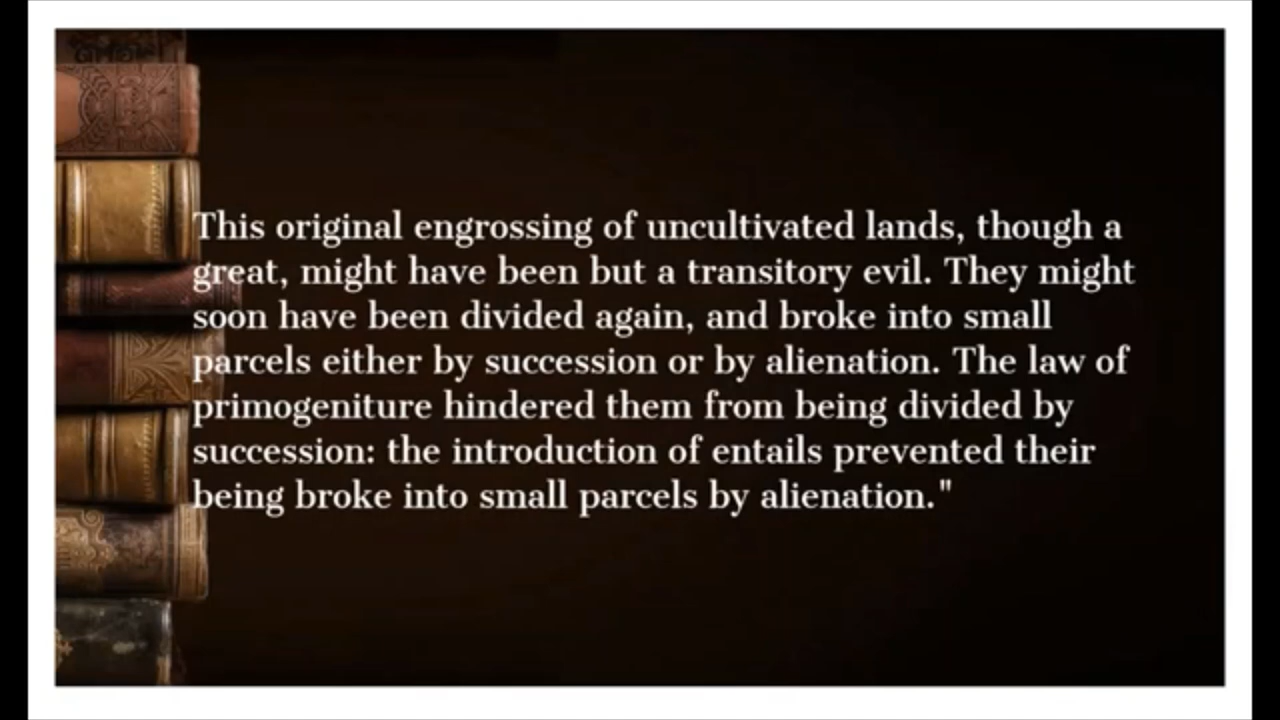 This original engrossing of uncultivated lands, though a
great, might have been but a transitory evil. They might
soon have been divided again, and broke into small
parcels either by succession or by alienation. The law of
primogeniture hindered them from being divided by
succession: the introduction of entails prevented their
being broke into small parcels by alienation."